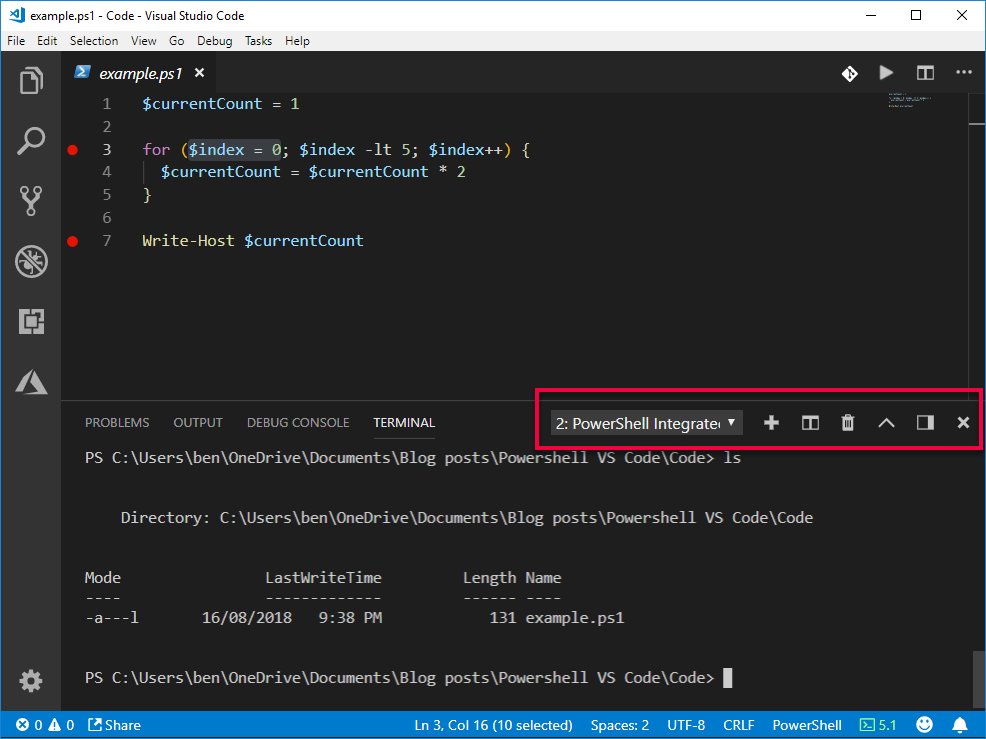 example.ps1 - Code - Visual Studio Code
File Edit Selection View Go Debug Tasks Help
example.ps1
1 $currentCount = 1
2
3 for ($index = 0; $index -lt 5; $index++) {
4 $currentCount = $currentCount * 2
5 }
6
7 Write-Host $currentCount
PROBLEMS OUTPUT DEBUG CONSOLE TERMINAL 2: PowerShell Integrate
PS C:\Users\ben\OneDrive\Documents\Blog posts\Powershell VS Code\Code> ls
Directory: C:\Users\ben\OneDrive\Documents\Blog posts\Powershell VS Code\Code
Mode LastWriteTime Length Name
---- ------------- ------ ----
-a---l 16/08/2018 9:38 PM 131 example.ps1
PS C:\Users\ben\OneDrive\Documents\Blog posts\Powershell VS Code\Code>
0 0 Share Ln 3, Col 16 (10 selected) Spaces: 2 UTF-8 CRLF PowerShell 5.1